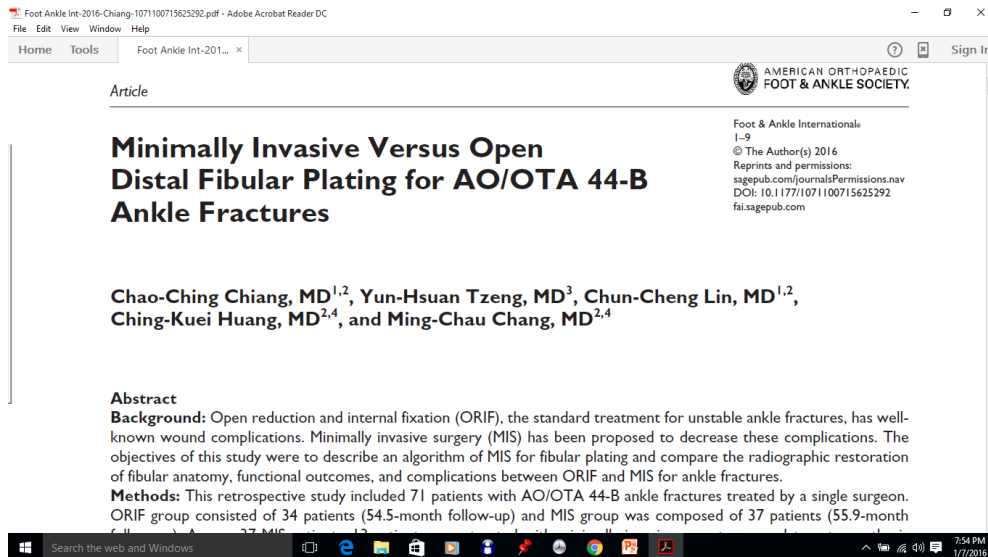 Foot Ankle Int-2016-Chiang-1071100715625292.pdf - Adobe Acrobat Reader DC
File Edit View Window Help
Home Tools Foot Ankle Int-201... × ? Sign In
AMERICAN ORTHOPAEDIC
FOOT & ANKLE SOCIETY.
Article
Foot & Ankle International®
1–9
© The Author(s) 2016
Reprints and permissions:
sagepub.com/journalsPermissions.nav
DOI: 10.1177/1071100715625292
fai.sagepub.com
Minimally Invasive Versus Open
Distal Fibular Plating for AO/OTA 44-B
Ankle Fractures
Chao-Ching Chiang, MD1,2, Yun-Hsuan Tzeng, MD3, Chun-Cheng Lin, MD1,2,
Ching-Kuei Huang, MD2,4, and Ming-Chau Chang, MD2,4
Abstract
Background: Open reduction and internal fixation (ORIF), the standard treatment for unstable ankle fractures, has well-
known wound complications. Minimally invasive surgery (MIS) has been proposed to decrease these complications. The
objectives of this study were to describe an algorithm of MIS for fibular plating and compare the radiographic restoration
of fibular anatomy, functional outcomes, and complications between ORIF and MIS for ankle fractures.
Methods: This retrospective study included 71 patients with AO/OTA 44-B ankle fractures treated by a single surgeon.
ORIF group consisted of 34 patients (54.5-month follow-up) and MIS group was composed of 37 patients (55.9-month
Search the web and Windows
7:54 PM
1/7/2016